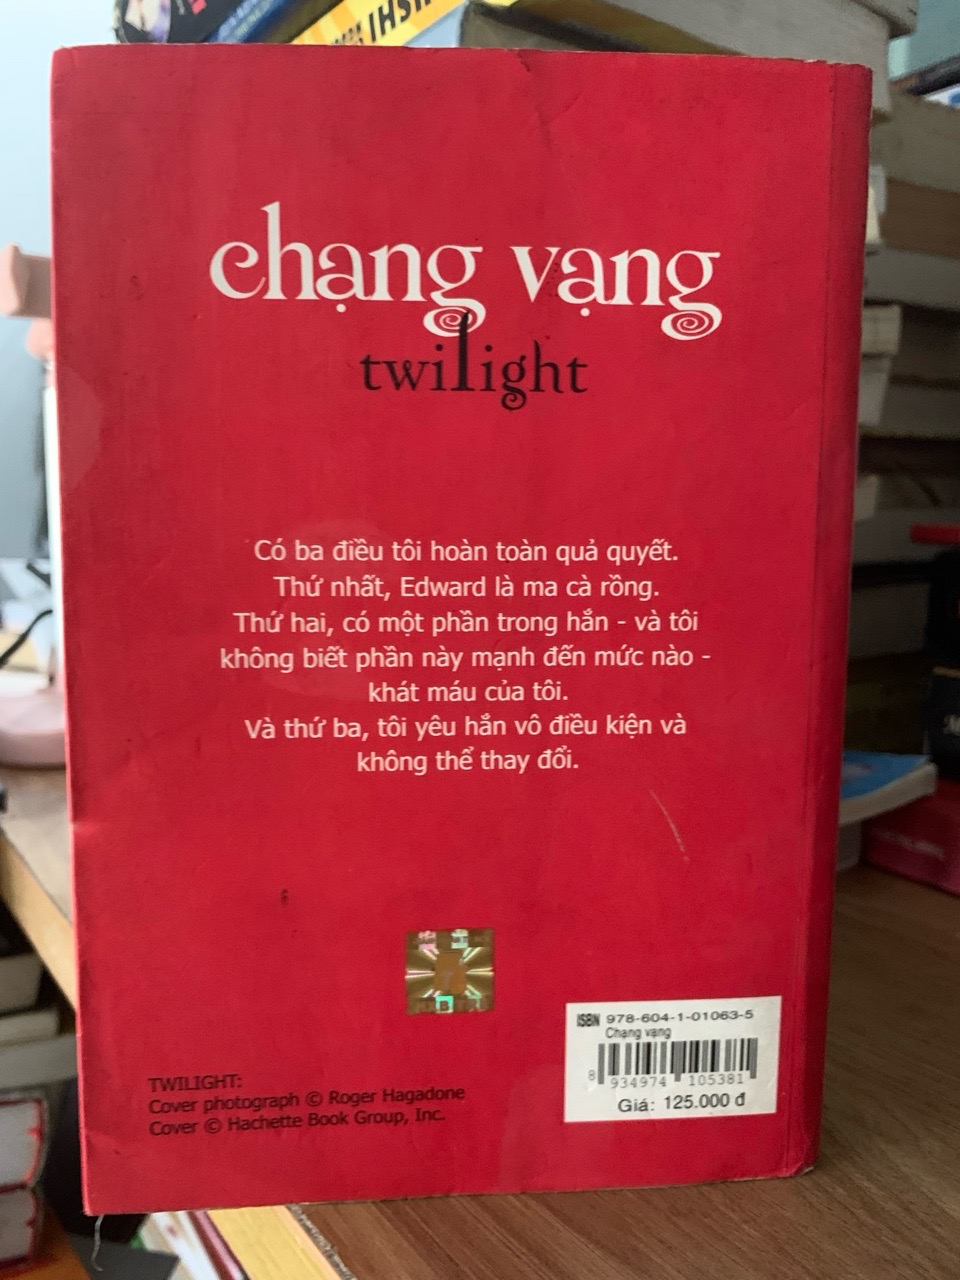 chạng vạng
twilight
Có ba điều tôi hoàn toàn quả quyết.
Thứ nhất, Edward là ma cà rồng.
Thứ hai, có một phần trong hắn - và tôi
không biết phần này mạnh đến mức nào -
khát máu của tôi.
Và thứ ba, tôi yêu hắn vô điều kiện và
không thể thay đổi.
TWILIGHT:
Cover photograph © Roger Hagadone
Cover © Hachette Book Group, Inc.
ISBN 978-604-1-01063-5
Chạng vạng
8 934974 105381
Giá: 125.000 đ